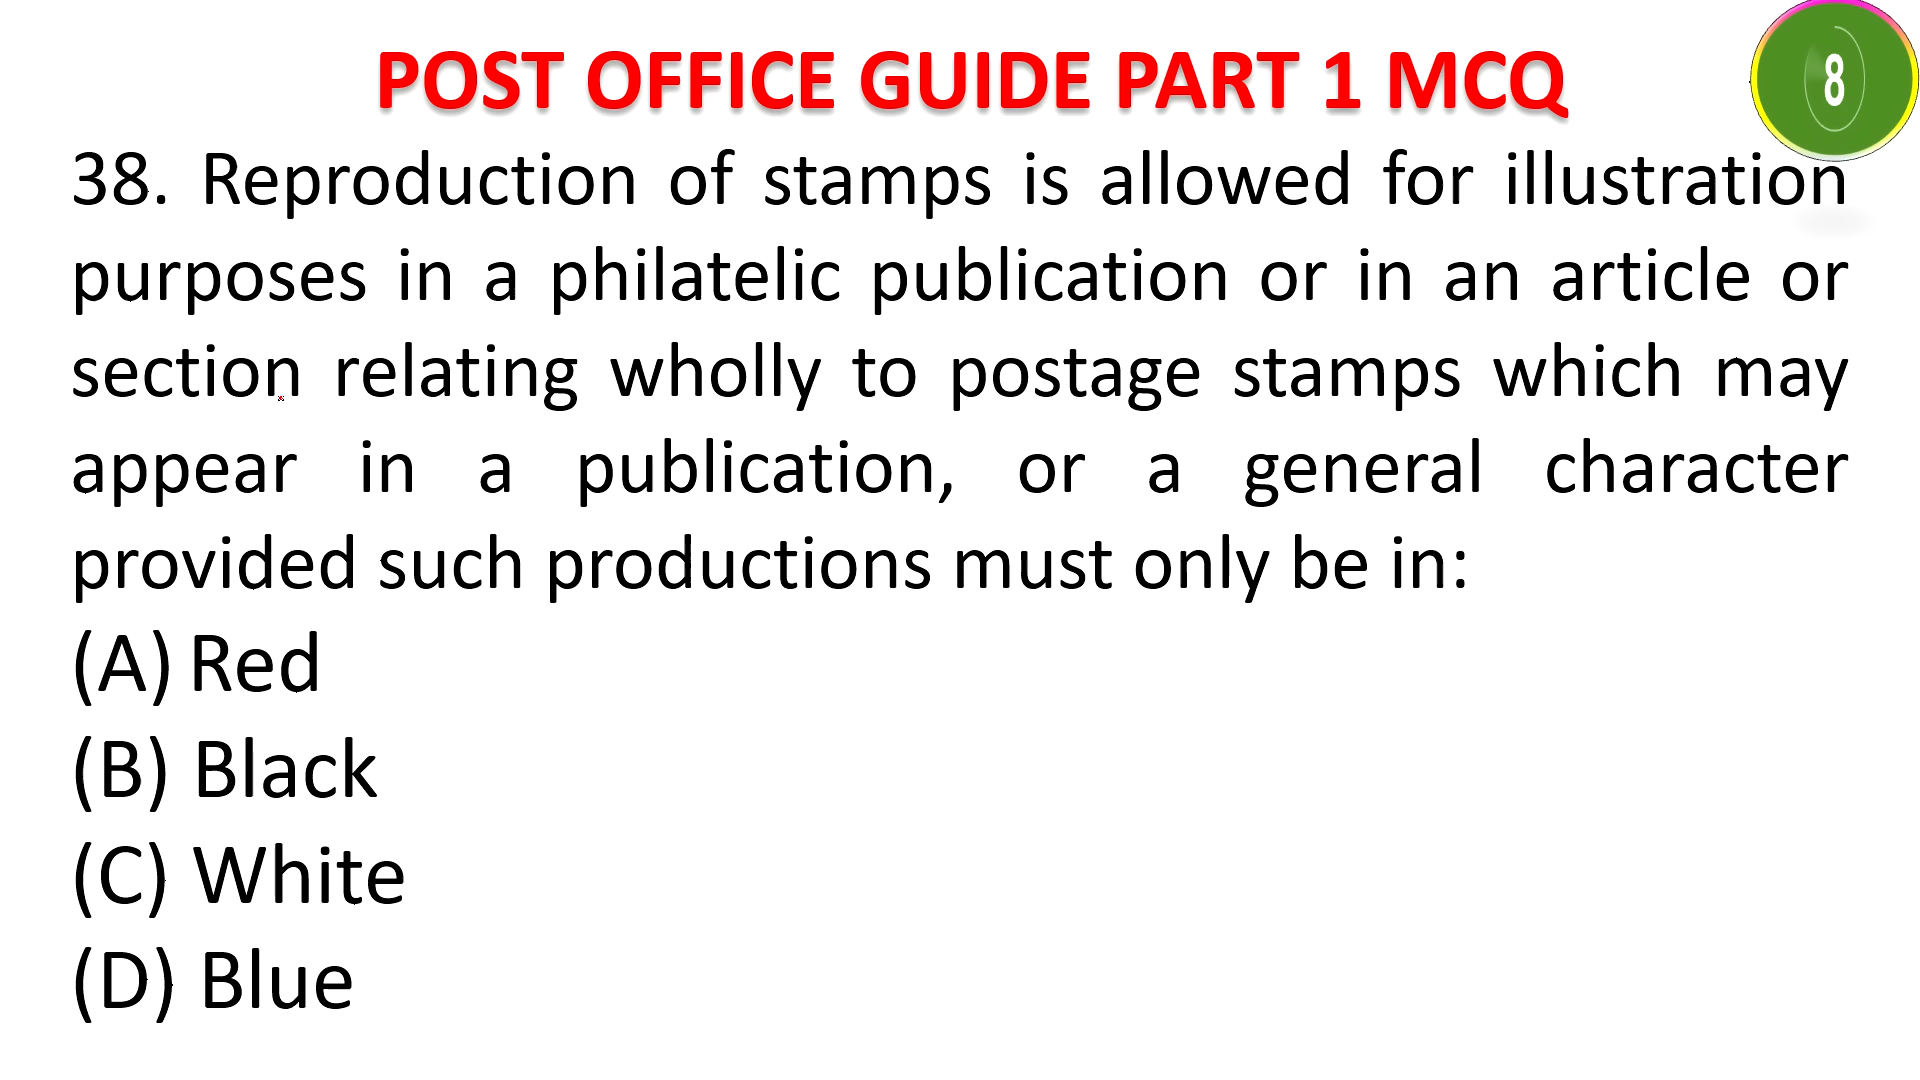 POST OFFICE GUIDE PART 1 MCQ
8
38. Reproduction of stamps is allowed for illustration
purposes in a philatelic publication or in an article or
section relating wholly to postage stamps which may
appear in a publication, or a general character
provided such productions must only be in:
(A) Red
(B) Black
(C) White
(D) Blue